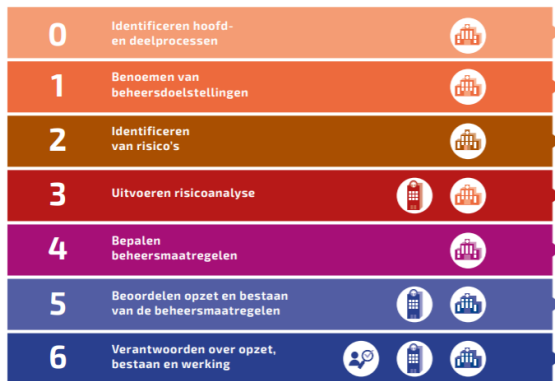 0
Identificeren hoofd-
en deelprocessen
1
Benoemen van
beheersdoelstellingen
2
Identificeren
van risico's
3
Uitvoeren risicoanalyse
4
Bepalen
beheersmaatregelen
5
Beoordelen opzet en bestaan
van de beheersmaatregelen
6
Verantwoorden over opzet,
bestaan en werking